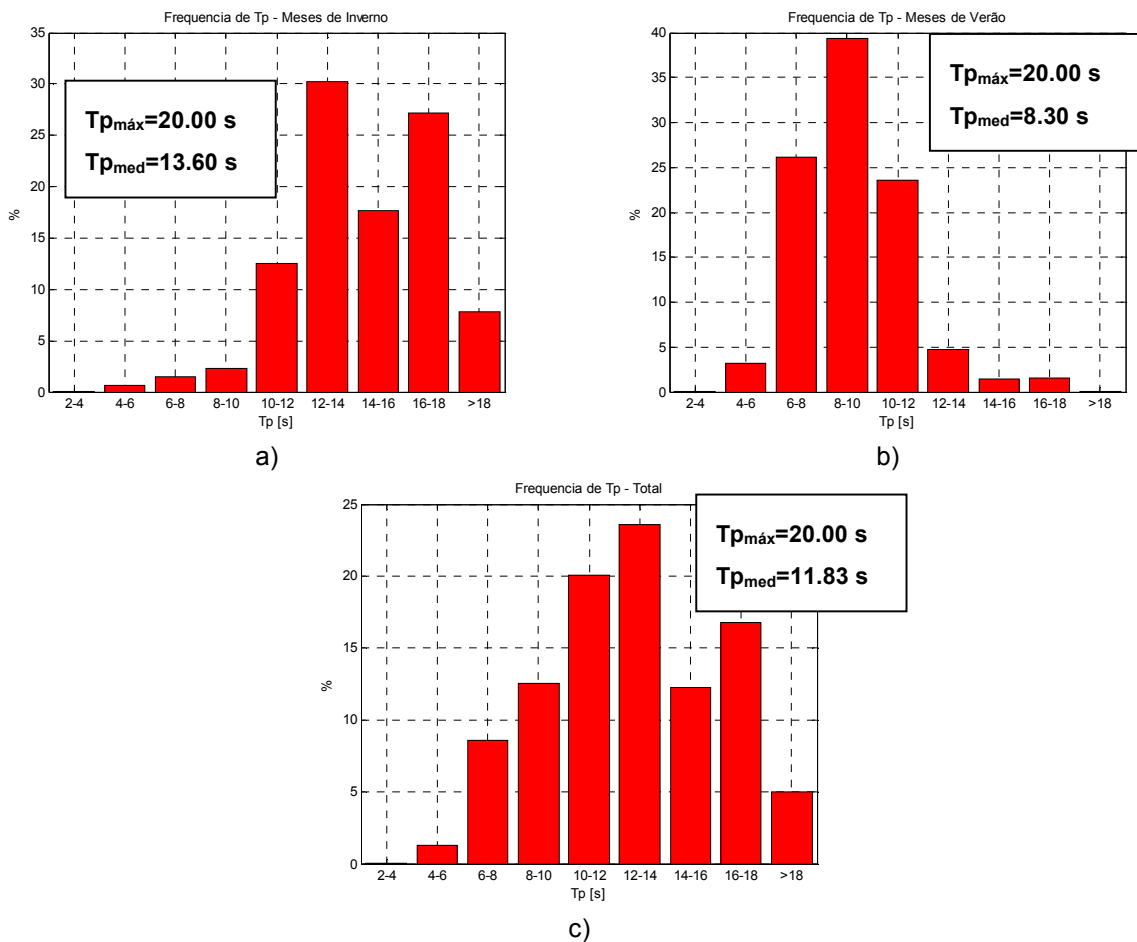 Frequencia de Tp - Meses de Inverno
35
30
25
20
15
10
5
0
%
Tpmáx=20.00 s
Tpmed=13.60 s
2-4 4-6 6-8 8-10 10-12 12-14 14-16 16-18 >18
Tp [s]
a)
Frequencia de Tp - Meses de Verão
40
35
30
25
20
15
10
5
0
%
Tpmáx=20.00 s
Tpmed=8.30 s
2-4 4-6 6-8 8-10 10-12 12-14 14-16 16-18 >18
Tp [s]
b)
Frequencia de Tp - Total
25
20
15
10
5
0
%
Tpmáx=20.00 s
Tpmed=11.83 s
2-4 4-6 6-8 8-10 10-12 12-14 14-16 16-18 >18
Tp [s]
c)